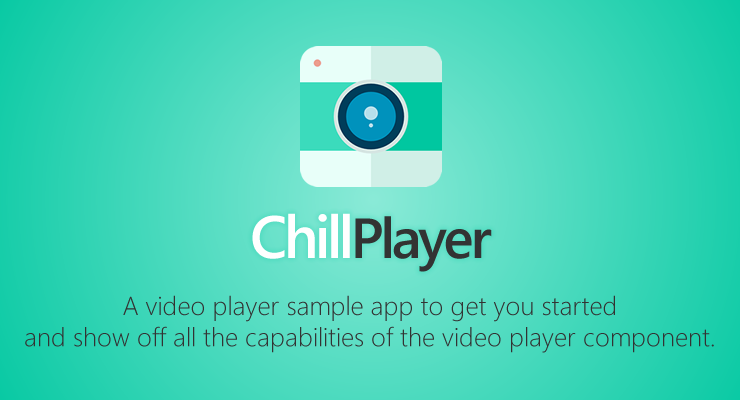 ChillPlayer
A video player sample app to get you started
and show off all the capabilities of the video player component.